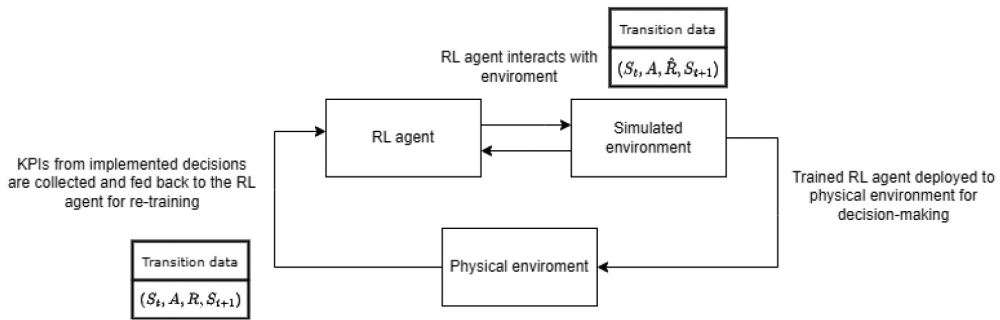 Transition data
(S_t, A, R̂, S_{t+1})
RL agent interacts with
enviroment
RL agent
Simulated
environment
KPIs from implemented decisions
are collected and fed back to the RL
agent for re-training
Trained RL agent deployed to
physical environment for
decision-making
Transition data
(S_t, A, R, S_{t+1})
Physical enviroment